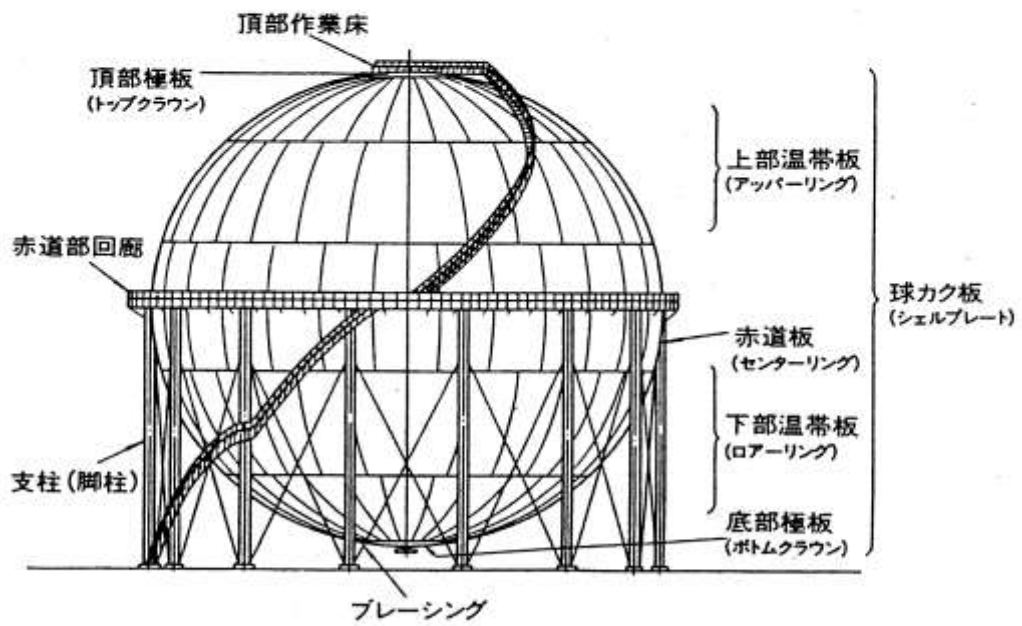 頂部作業床
頂部極板
(トップクラウン)
上部温帯板
(アッパーリング)
赤道部回廊
球カク板
(シェルプレート)
赤道板
(センターリング)
下部温帯板
(ロアーリング)
支柱(脚柱)
底部極板
(ボトムクラウン)
ブレーシング